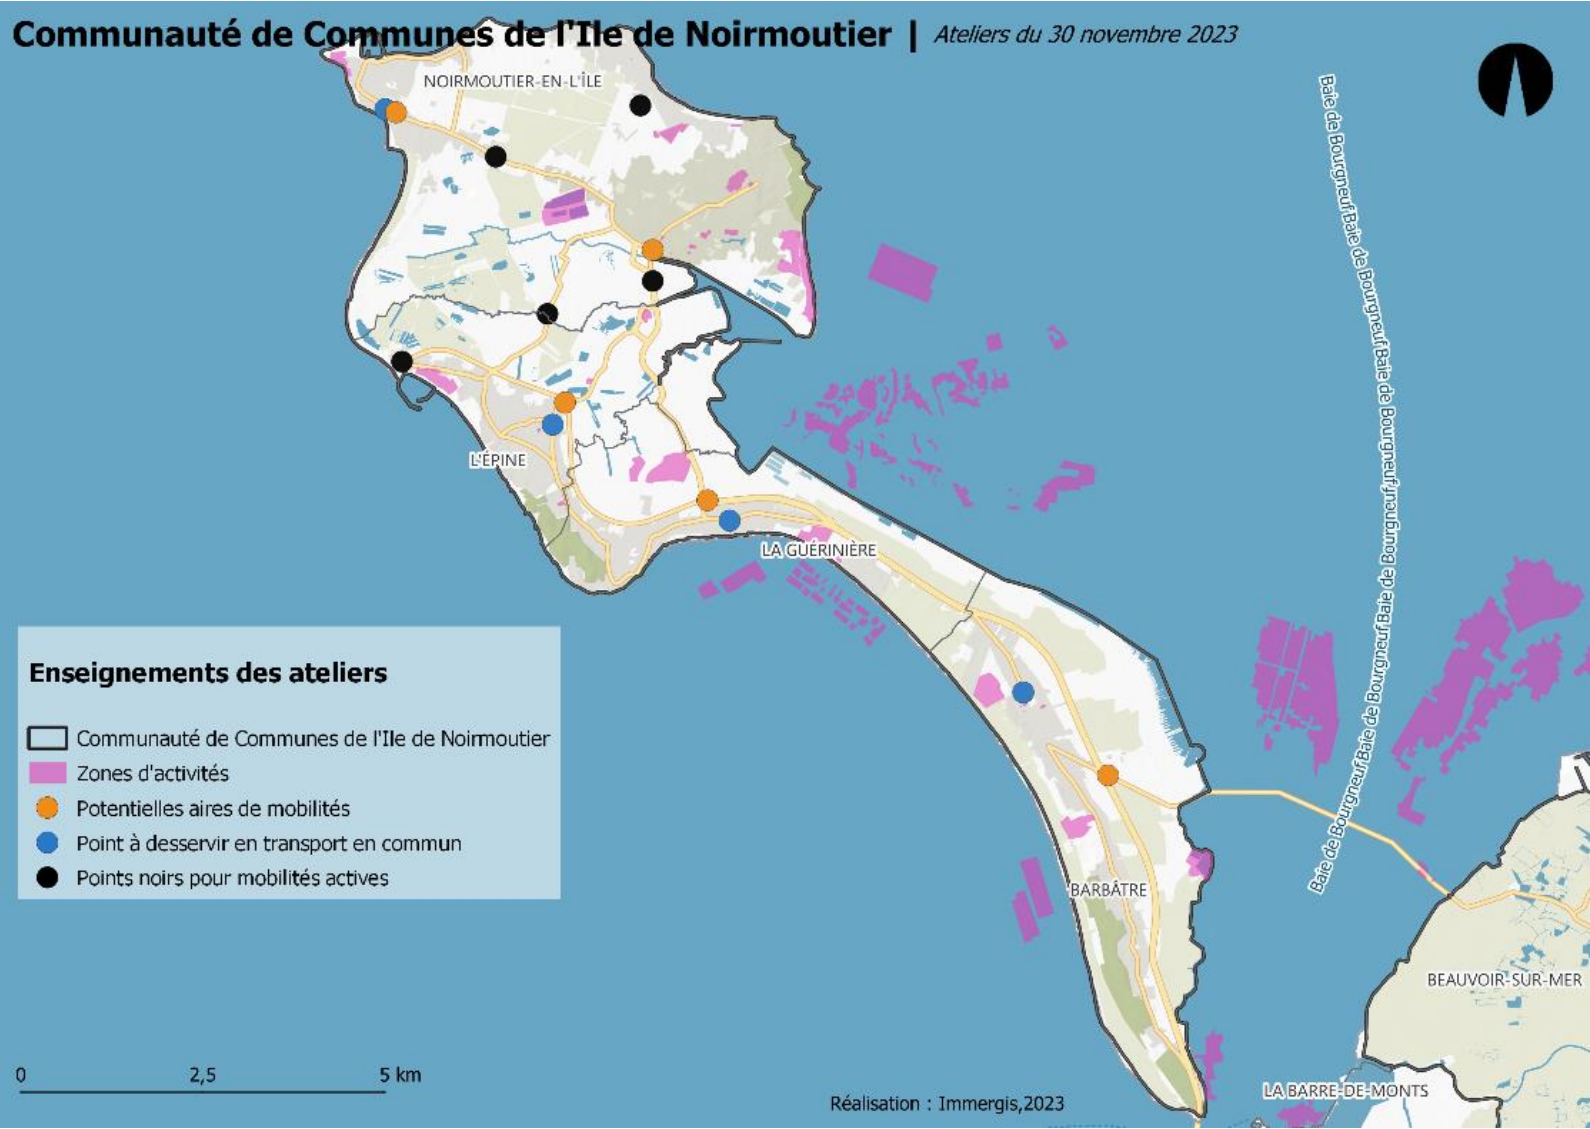 Communauté de Communes de l'Ile de Noirmoutier | Ateliers du 30 novembre 2023
NOIRMOUTIER-EN-L'ÎLE
Baie de Bourgneuf Baie de Bourgneuf Baie de Bourgneuf Baie de Bourgneuf Baie de Bourgneuf Baie de Bourgneuf Baie de Bourgneuf
L'ÉPINE
LA GUÉRINIÈRE
Enseignements des ateliers
Communauté de Communes de l'Ile de Noirmoutier
Zones d'activités
Potentielles aires de mobilités
Point à desservir en transport en commun
Points noirs pour mobilités actives
BARBÂTRE
BEAUVOIR-SUR-MER
0 2,5 5 km
LA BARRE-DE-MONTS
Réalisation : Immergis,2023